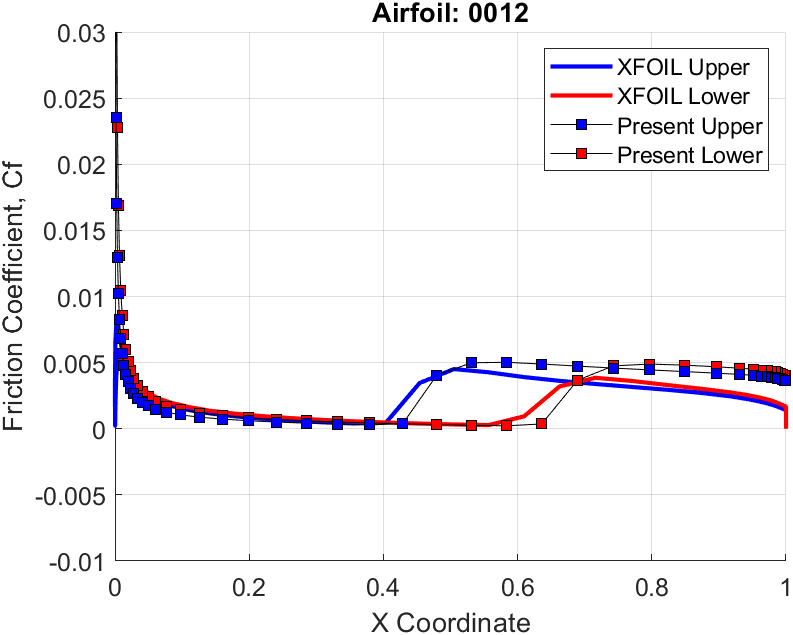 Airfoil: 0012
0.03
0.025
0.02
0.015
0.01
0.005
0
-0.005
-0.01
Friction Coefficient, Cf
XFOIL Upper
XFOIL Lower
Present Upper
Present Lower
0
0.2
0.4
0.6
0.8
1
X Coordinate